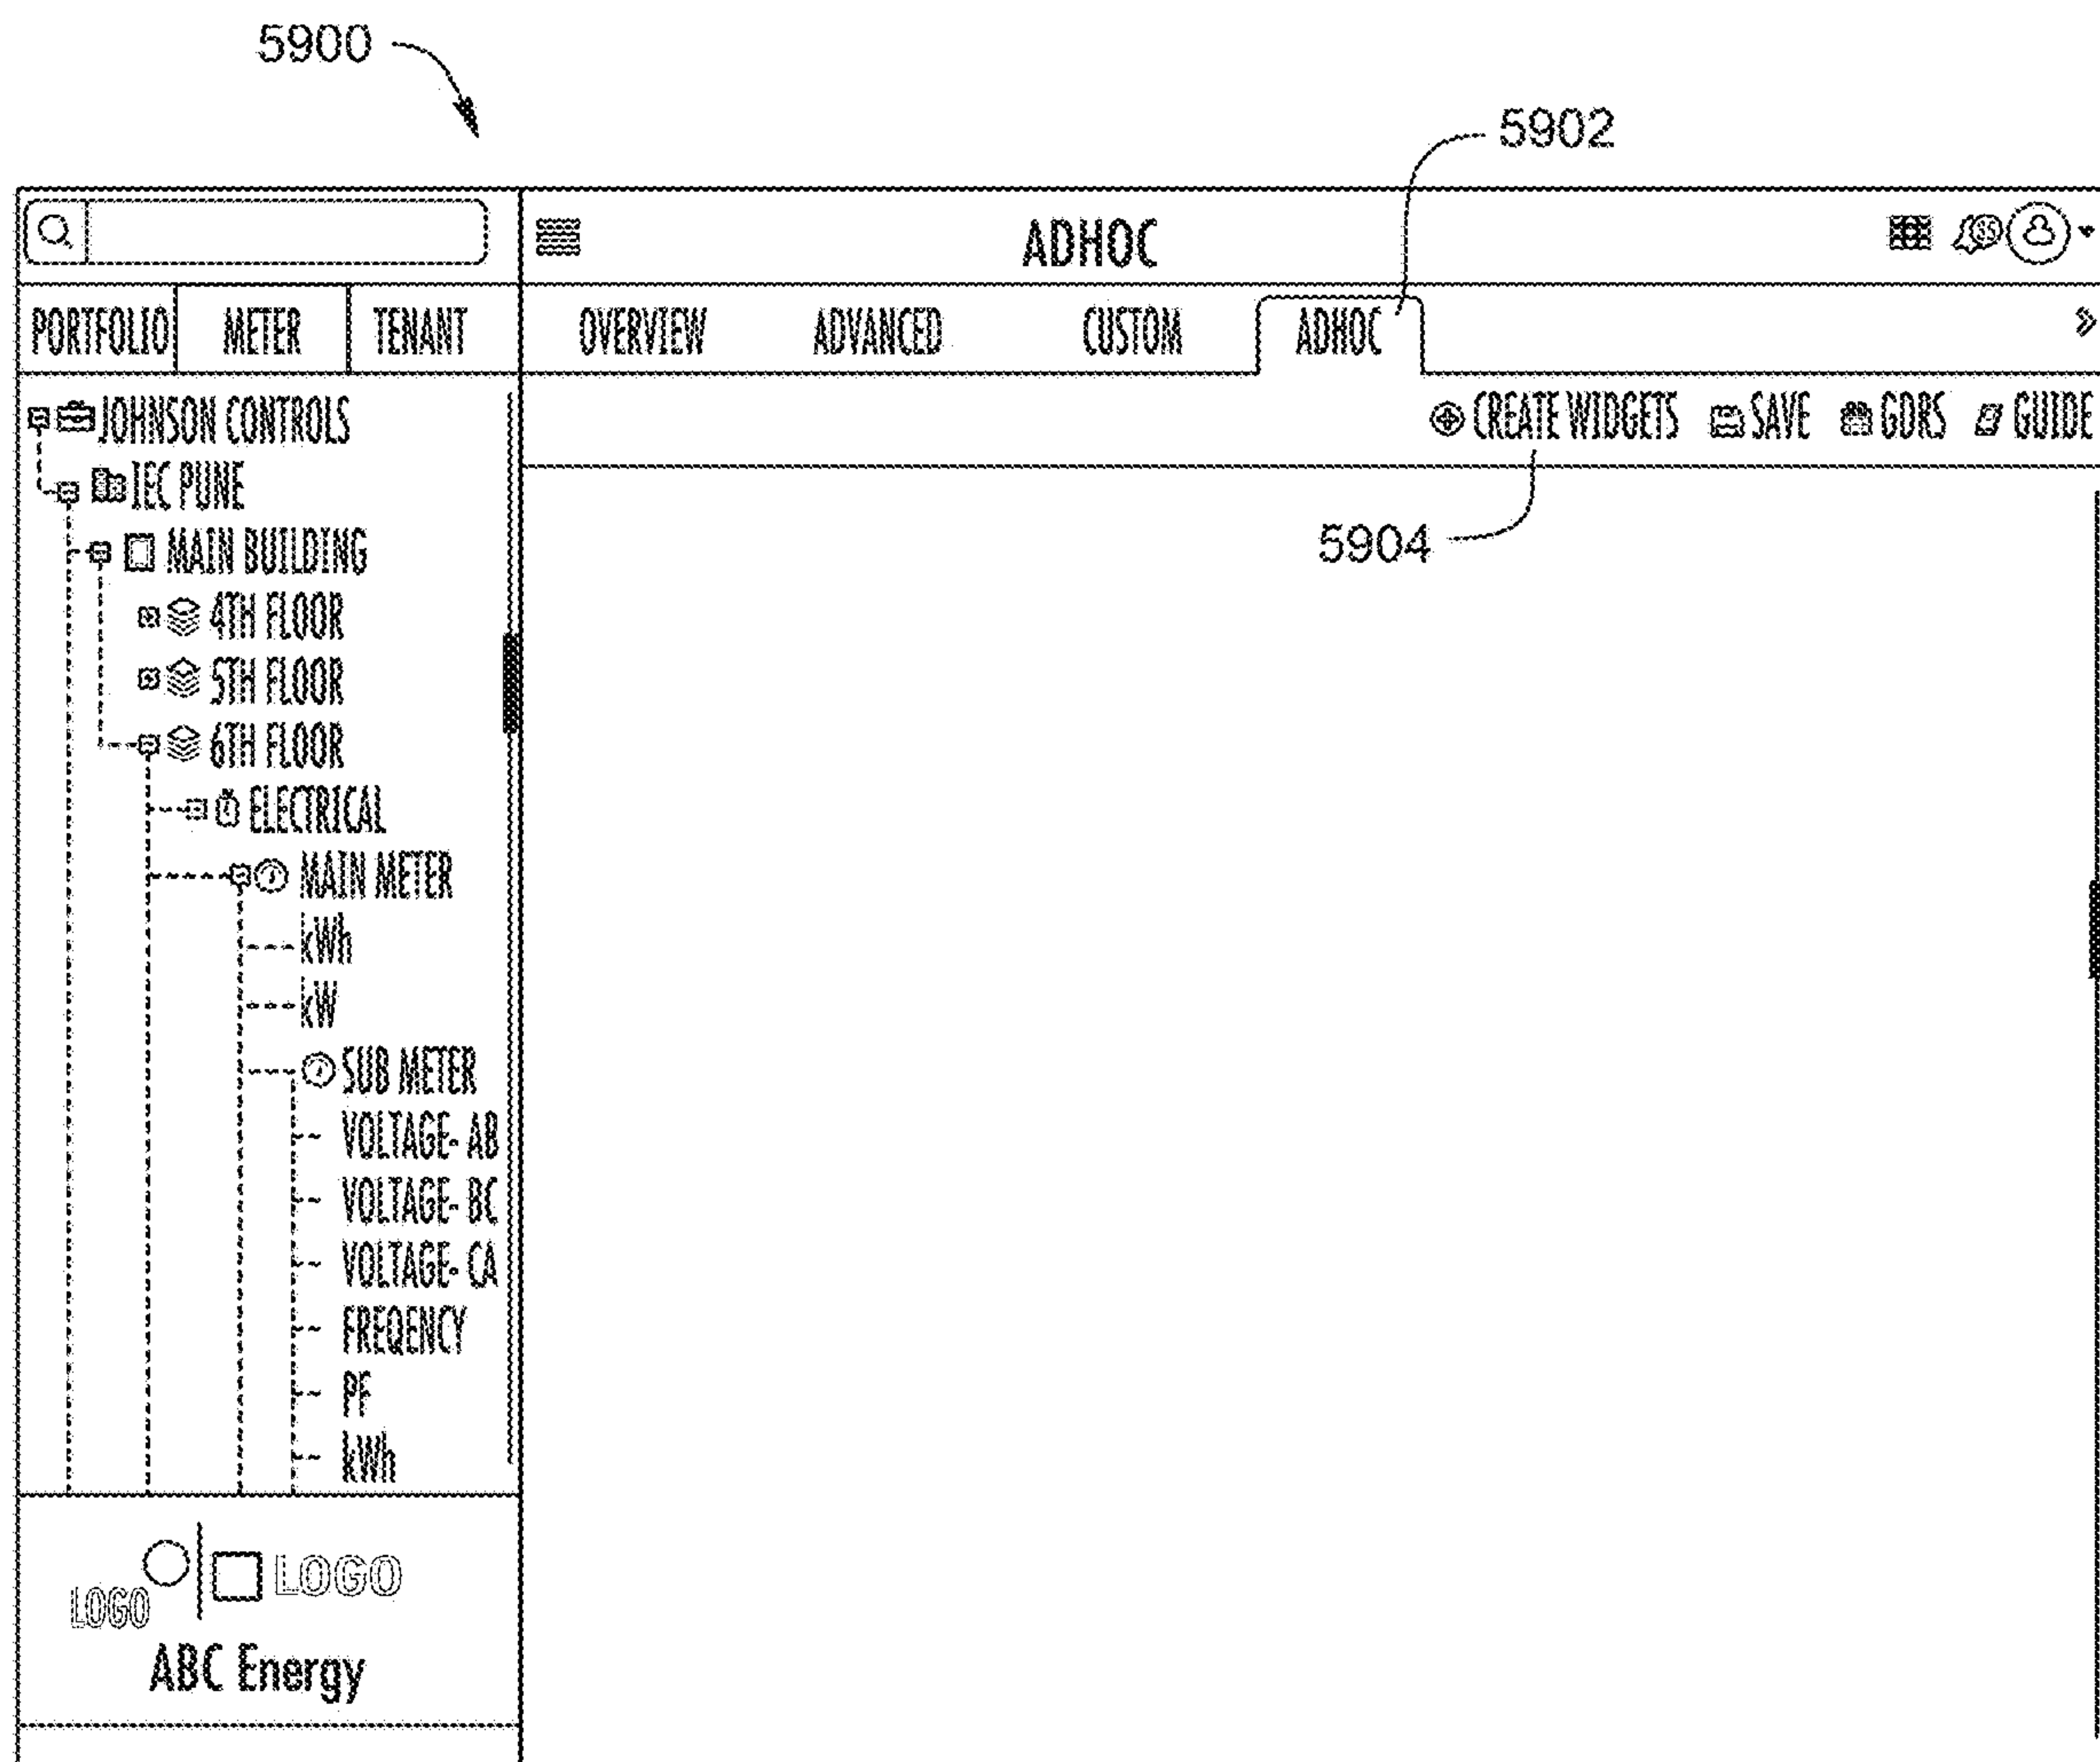 5900
5902
ADHOC
PORTFOLIO METER TENANT
OVERVIEW ADVANCED CUSTOM ADHOC
JOHNSON CONTROLS
CREATE WIDGETS SAVE GDRS GUIDE
IEC PUNE
5904
MAIN BUILDING
4TH FLOOR
5TH FLOOR
6TH FLOOR
ELECTRICAL
MAIN METER
kWh
kW
SUB METER
VOLTAGE- AB
VOLTAGE- BC
VOLTAGE- CA
FREQENCY
PF
kWh
LOGO LOGO
ABC Energy